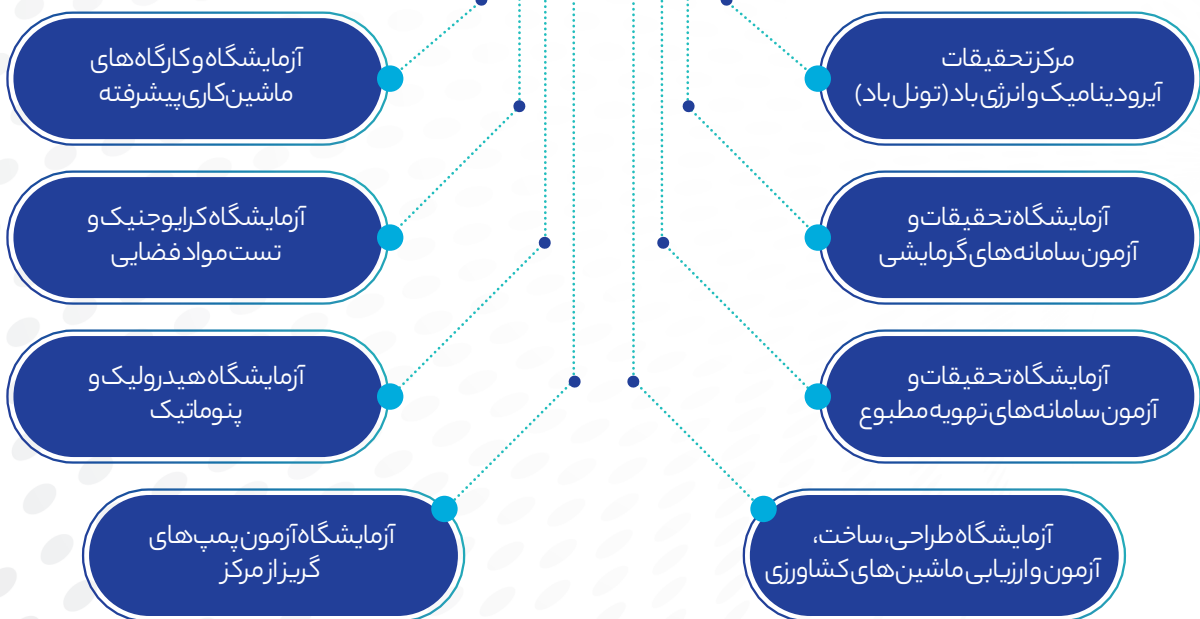 مرکز تحقیقات
آیرودینامیک و انرژی باد (تونل باد)
آزمایشگاه و کارگاه‌های
ماشین‌کاری پیشرفته
آزمایشگاه تحقیقات و
آزمون سامانه‌های گرمایشی
آزمایشگاه کرایوجنیک و
تست مواد فضایی
آزمایشگاه تحقیقات و
آزمون سامانه‌های تهویه مطبوع
آزمایشگاه هیدرولیک و
پنوماتیک
آزمایشگاه طراحی، ساخت،
آزمون و ارزیابی ماشین‌های کشاورزی
آزمایشگاه آزمون پمپ‌های
گریز از مرکز